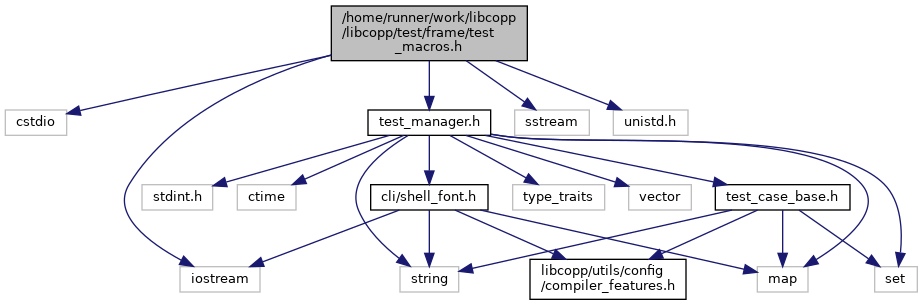 /home/runner/work/libcopp
/libcopp/test/frame/test
_macros.h
cstdio
test_manager.h
sstream
unistd.h
stdint.h
ctime
cli/shell_font.h
type_traits
vector
test_case_base.h
iostream
string
libcopp/utils/config
/compiler_features.h
map
set